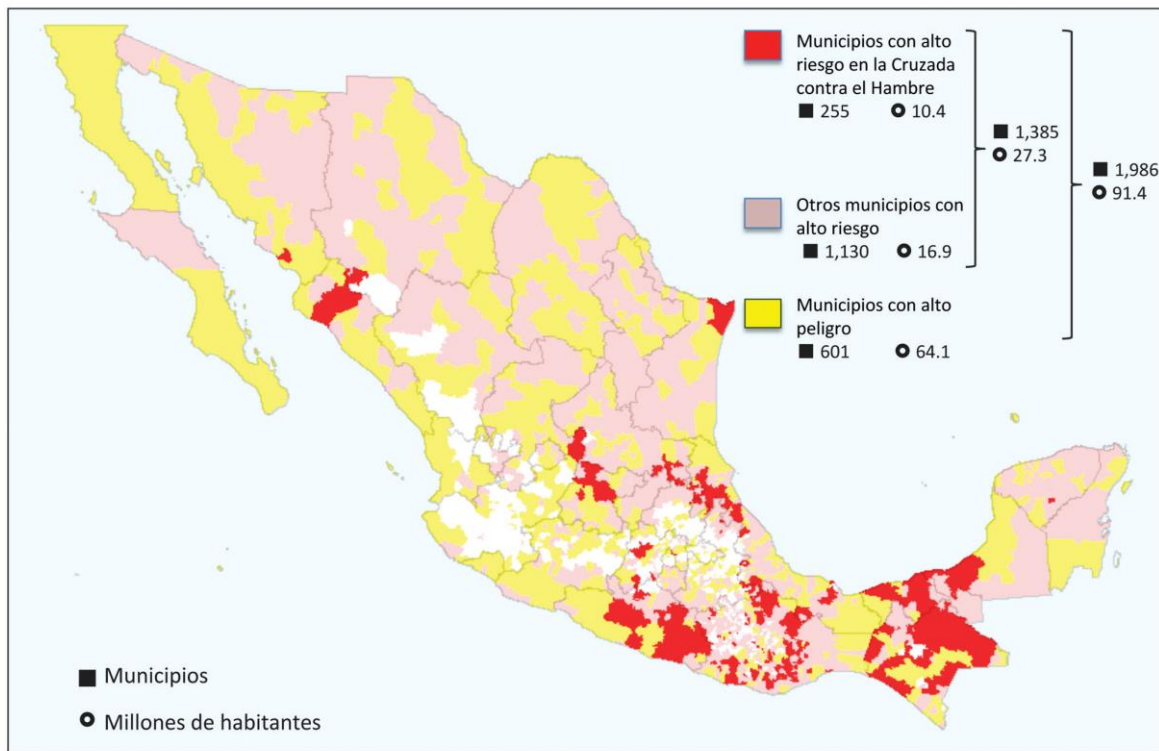 Municipios con alto
riesgo en la Cruzada
contra el Hambre
255 10.4
1,385
27.3
1,986
91.4
Otros municipios con
alto riesgo
1,130 16.9
Municipios con alto
peligro
601 64.1
Municipios
Millones de habitantes